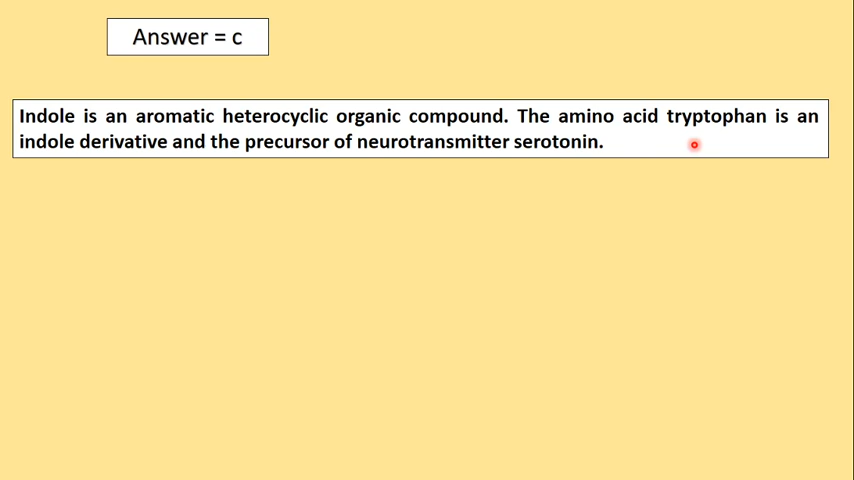 Answer = c
Indole is an aromatic heterocyclic organic compound. The amino acid tryptophan is an
indole derivative and the precursor of neurotransmitter serotonin.